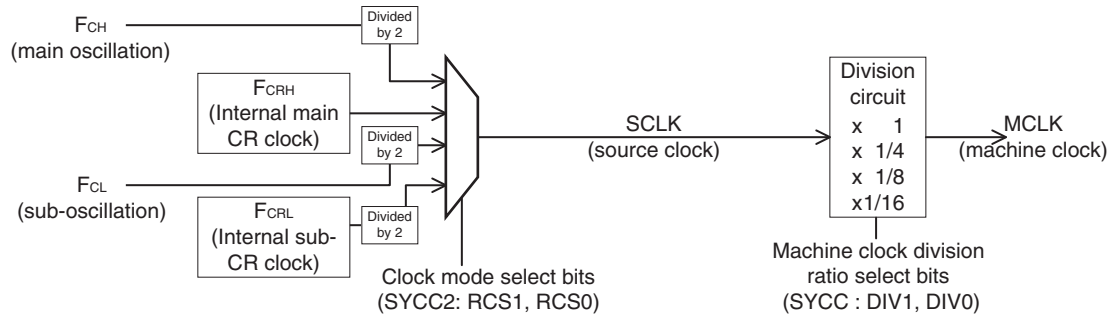 FCH
(main oscillation)
Divided
by 2
FCRH
(Internal main
CR clock)
Divided
by 2
FCL
(sub-oscillation)
FCRL
(Internal sub-
CR clock)
Divided
by 2
Clock mode select bits
(SYCC2: RCS1, RCS0)
SCLK
(source clock)
Division
circuit
x 1
x 1/4
x 1/8
x1/16
MCLK
(machine clock)
Machine clock division
ratio select bits
(SYCC : DIV1, DIV0)